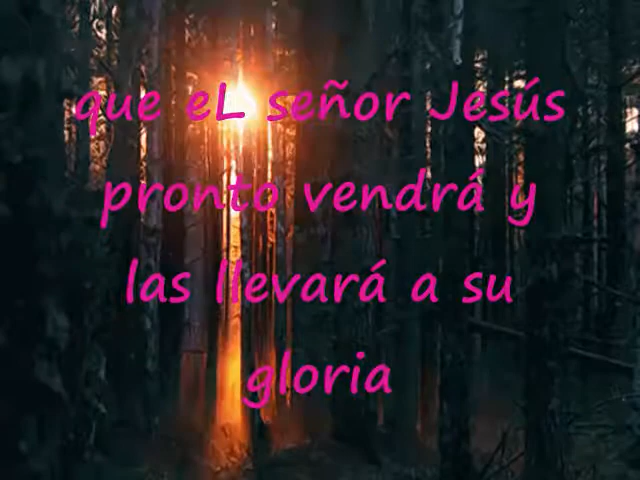 que eL señor Jesús
pronto vendrá y
las llevará a su
gloria